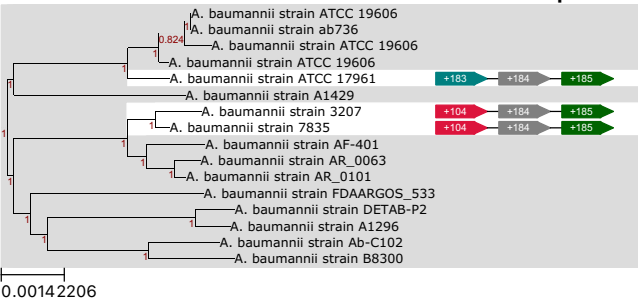 A. baumannii strain ATCC 19606
1 A. baumannii strain ab736
0.824 A. baumannii strain ATCC 19606
1 A. baumannii strain ATCC 19606
1 A. baumannii strain ATCC 17961 +183 +184 +185
A. baumannii strain A1429
A. baumannii strain 3207 +104 +184 +185
1 1 A. baumannii strain 7835 +104 +184 +185
1 A. baumannii strain AF-401
1 A. baumannii strain AR_0063
1 1 A. baumannii strain AR_0101
A. baumannii strain FDAARGOS_533
A. baumannii strain DETAB-P2
1 1 A. baumannii strain A1296
1 A. baumannii strain Ab-C102
1 A. baumannii strain B8300
0.00142206